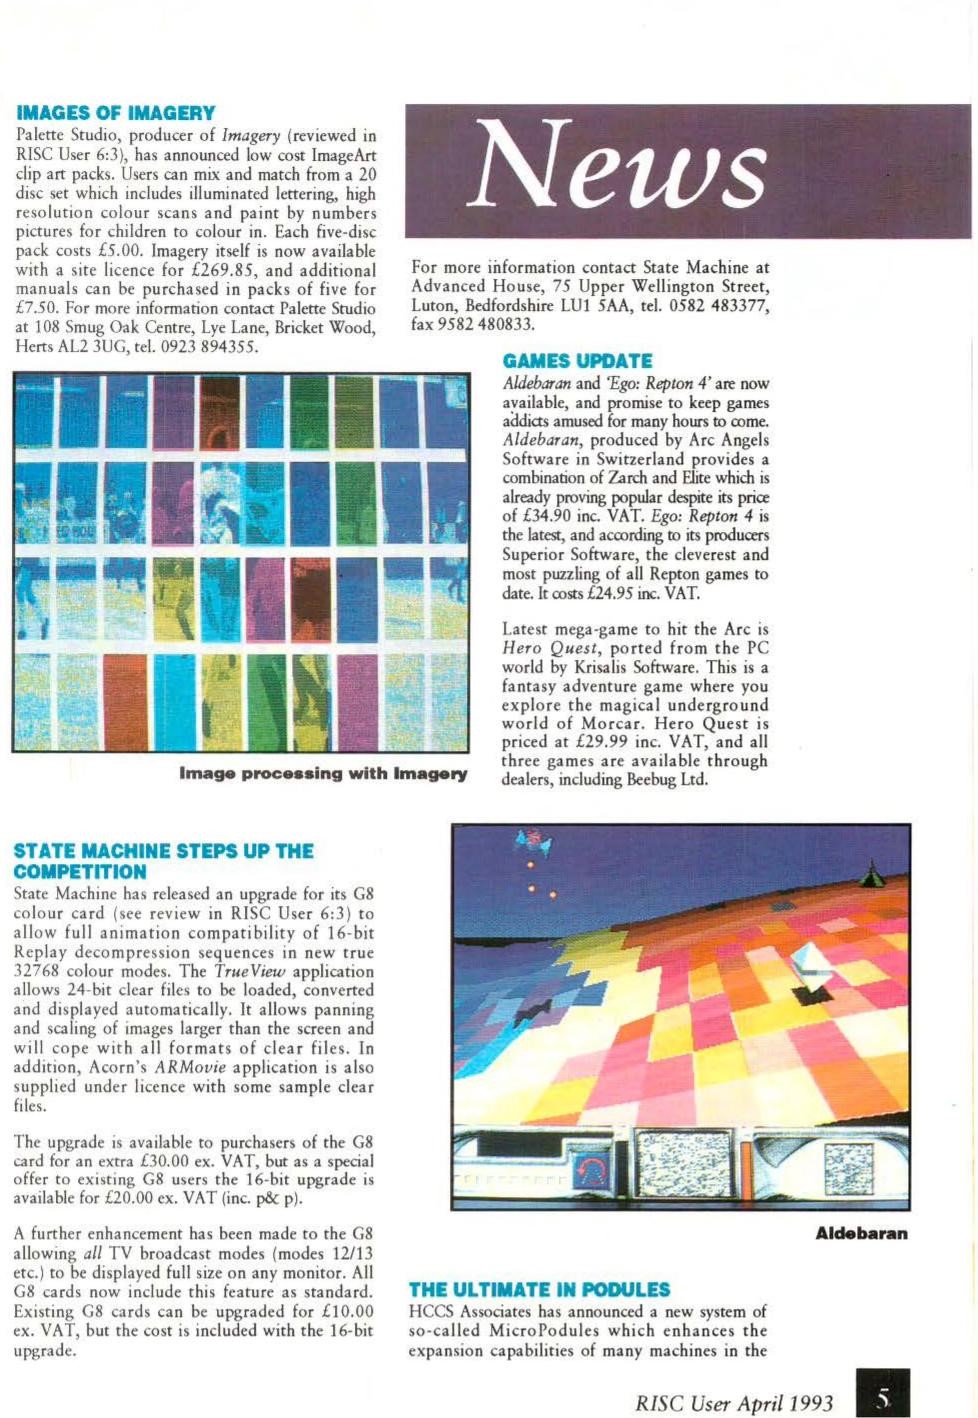 IMAGES OF IMAGERY
Palette Studio, producer of Imagery (reviewed in
RISC User 6:3), has announced low cost ImageArt
clip art packs. Users can mix and match from a 20
disc set which includes illuminated lettering, high
resolution colour scans and paint by numbers
pictures for children to colour in. Each five-disc
pack costs £5.00. Imagery itself is now available
with a site licence for £269.85, and additional
manuals can be purchased in packs of five for
£7.50. For more information contact Palette Studio
at 108 Smug Oak Centre, Lye Lane, Bricket Wood,
Herts AL2 3UG, tel. 0923 894355.
Image processing with Imagery
STATE MACHINE STEPS UP THE
COMPETITION
State Machine has released an upgrade for its G8
colour card (see review in RISC User 6:3) to
allow full animation compatibility of 16-bit
Replay decompression sequences in new true
32768 colour modes. The TrueView application
allows 24-bit clear files to be loaded, converted
and displayed automatically. It allows panning
and scaling of images larger than the screen and
will cope with all formats of clear files. In
addition, Acorn's ARMovie application is also
supplied under licence with some sample clear
files.
The upgrade is available to purchasers of the G8
card for an extra £30.00 ex. VAT, but as a special
offer to existing G8 users the 16-bit upgrade is
available for £20.00 ex. VAT (inc. p& p).
A further enhancement has been made to the G8
allowing all TV broadcast modes (modes 12/13
etc.) to be displayed full size on any monitor. All
G8 cards now include this feature as standard.
Existing G8 cards can be upgraded for £10.00
ex. VAT, but the cost is included with the 16-bit
upgrade.
News
For more information contact State Machine at
Advanced House, 75 Upper Wellington Street,
Luton, Bedfordshire LU1 5AA, tel. 0582 483377,
fax 9582 480833.
GAMES UPDATE
Aldebaran and 'Ego: Repton 4' are now
available, and promise to keep games
addicts amused for many hours to come.
Aldebaran, produced by Arc Angels
Software in Switzerland provides a
combination of Zarch and Elite which is
already proving popular despite its price
of £34.90 inc. VAT. Ego: Repton 4 is
the latest, and according to its producers
Superior Software, the cleverest and
most puzzling of all Repton games to
date. It costs £24.95 inc. VAT.
Latest mega-game to hit the Arc is
Hero Quest, ported from the PC
world by Krisalis Software. This is a
fantasy adventure game where you
explore the magical underground
world of Morcar. Hero Quest is
priced at £29.99 inc. VAT, and all
three games are available through
dealers, including Beebug Ltd.
Aldebaran
THE ULTIMATE IN PODULES
HCCS Associates has announced a new system of
so-called MicroPodules which enhances the
expansion capabilities of many machines in the
RISC User April 1993
5